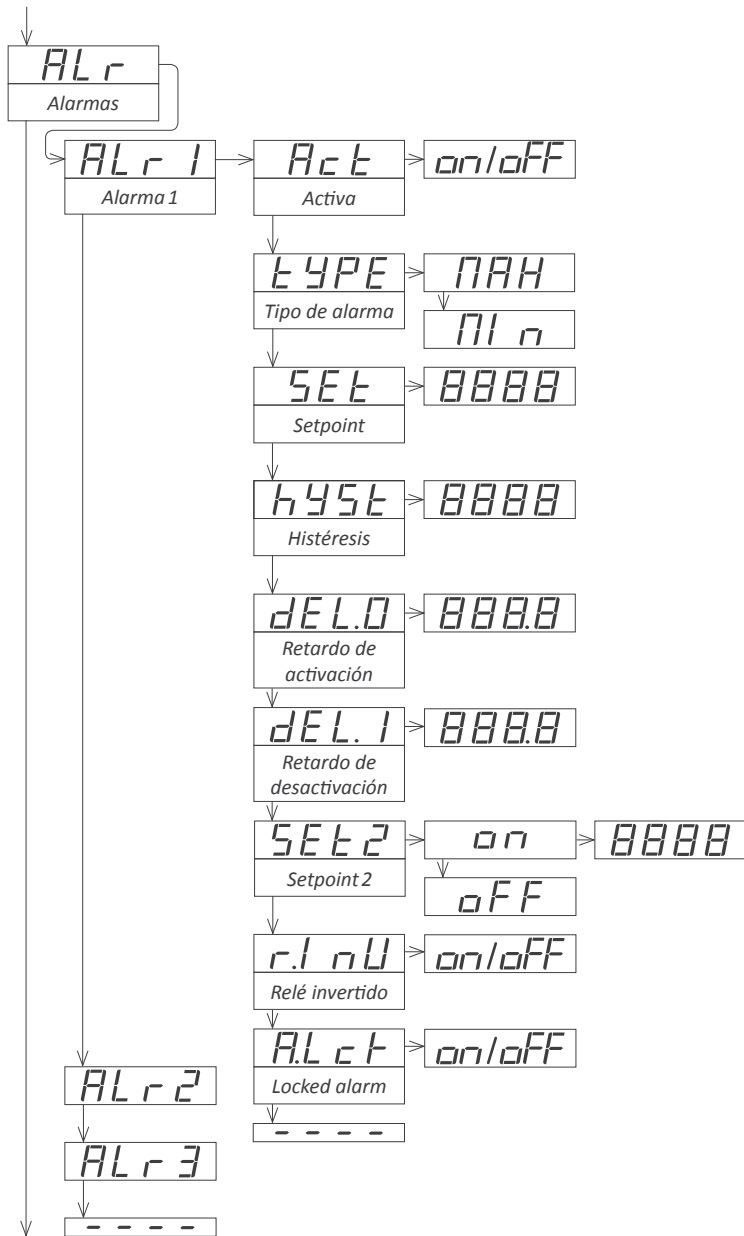 ALr
Alarmas
ALr 1
Alarma 1
Act
Activa
on/oFF
tYPE
Tipo de alarma
MAH
MIn
SEt
Setpoint
8888
hYSt
Histéresis
8888
dEL.0
Retardo de
activación
888.8
dEL.1
Retardo de
desactivación
888.8
SEt2
Setpoint 2
on
8888
oFF
r.InU
Relé invertido
on/oFF
A.Lct
Locked alarm
on/oFF
ALr2
----
ALr3
----